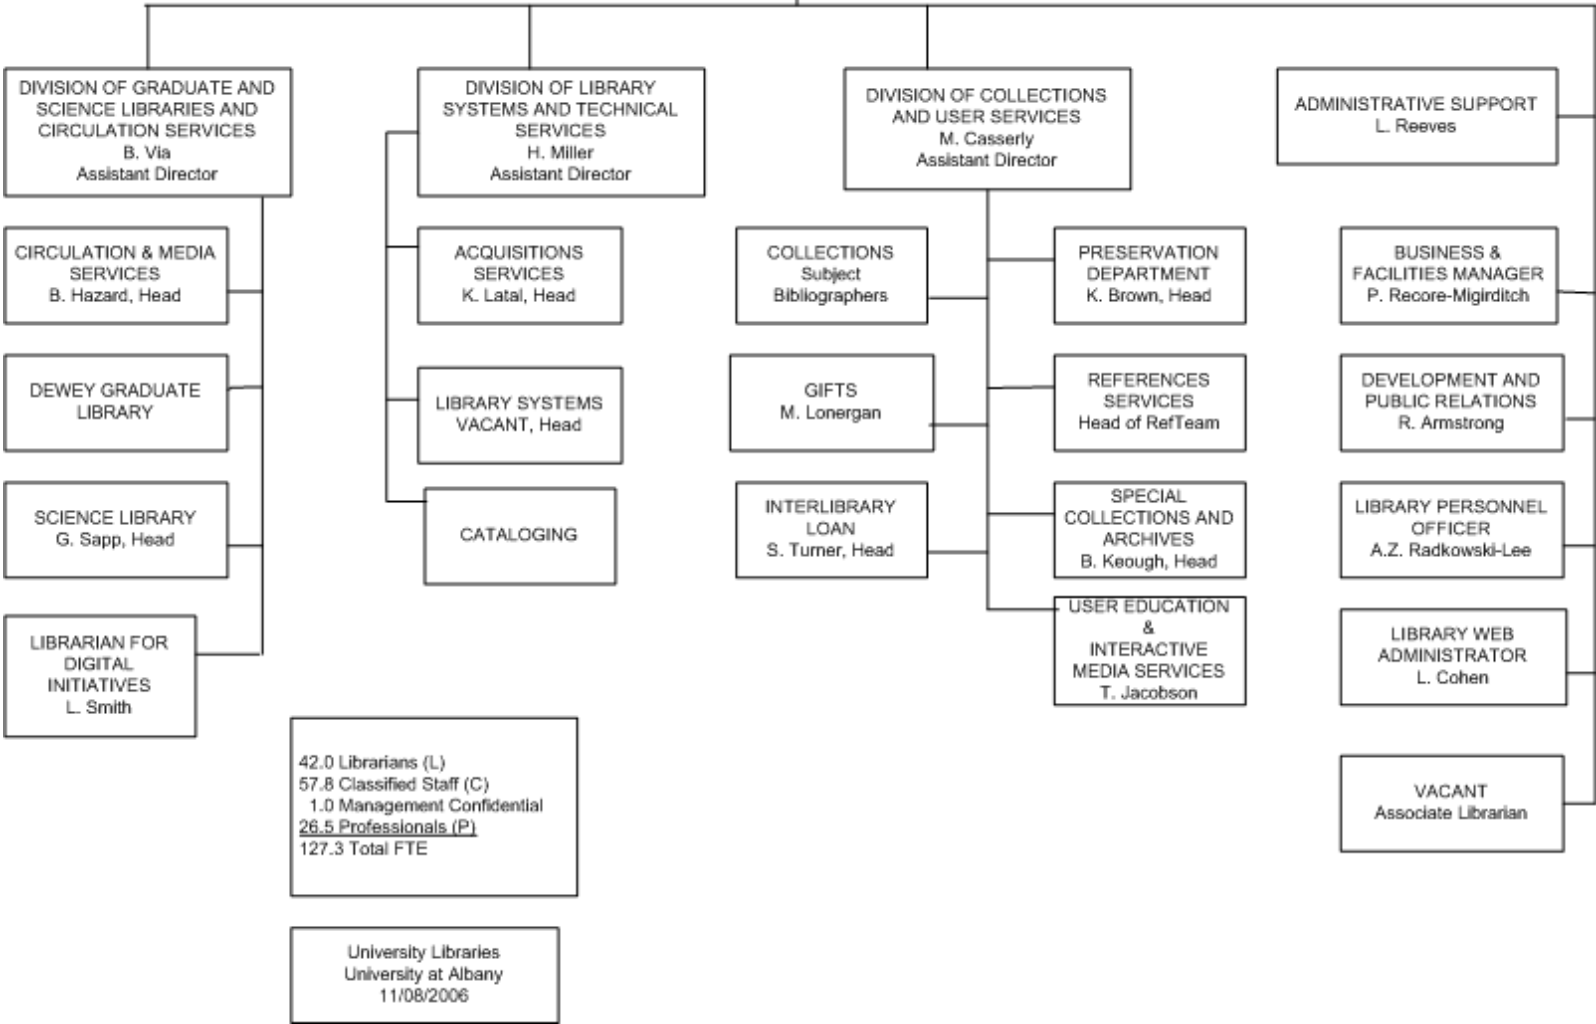 DIVISION OF GRADUATE AND
SCIENCE LIBRARIES AND
CIRCULATION SERVICES
B. Via
Assistant Director
DIVISION OF LIBRARY
SYSTEMS AND TECHNICAL
SERVICES
H. Miller
Assistant Director
DIVISION OF COLLECTIONS
AND USER SERVICES
M. Casserly
Assistant Director
ADMINISTRATIVE SUPPORT
L. Reeves
CIRCULATION & MEDIA
SERVICES
B. Hazard, Head
ACQUISITIONS
SERVICES
K. Latal, Head
COLLECTIONS
Subject
Bibliographers
PRESERVATION
DEPARTMENT
K. Brown, Head
BUSINESS &
FACILITIES MANAGER
P. Recore-Migirditch
DEWEY GRADUATE
LIBRARY
LIBRARY SYSTEMS
VACANT, Head
GIFTS
M. Lonergan
REFERENCES
SERVICES
Head of RefTeam
DEVELOPMENT AND
PUBLIC RELATIONS
R. Armstrong
SCIENCE LIBRARY
G. Sapp, Head
CATALOGING
INTERLIBRARY
LOAN
S. Turner, Head
SPECIAL
COLLECTIONS AND
ARCHIVES
B. Keough, Head
LIBRARY PERSONNEL
OFFICER
A.Z. Radkowski-Lee
LIBRARIAN FOR
DIGITAL
INITIATIVES
L. Smith
USER EDUCATION
&
INTERACTIVE
MEDIA SERVICES
T. Jacobson
LIBRARY WEB
ADMINISTRATOR
L. Cohen
42.0 Librarians (L)
57.8 Classified Staff (C)
1.0 Management Confidential
26.5 Professionals (P)
127.3 Total FTE
VACANT
Associate Librarian
University Libraries
University at Albany
11/08/2006